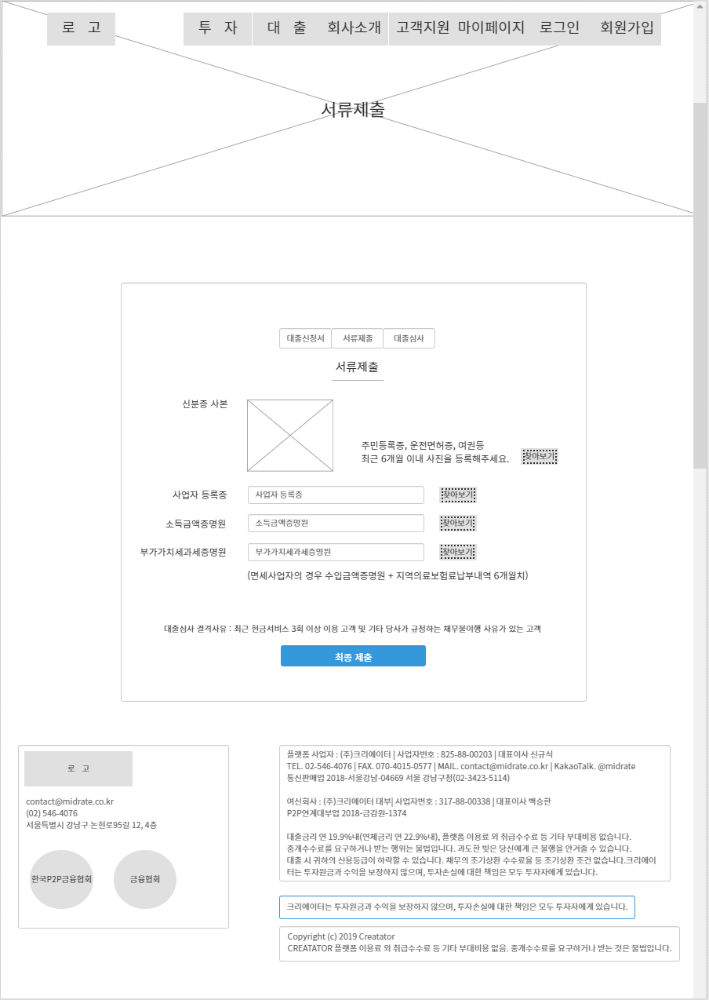 로 고
투 자
대 출
회사소개
고객지원
마이페이지
로그인
회원가입
서류제출
대출신청서
서류제출
대출심사
서류제출
신분증 사본
주민등록증, 운전면허증, 여권등
최근 6개월 이내 사진을 등록해주세요.
찾아보기
사업자 등록증
사업자 등록증
찾아보기
소득금액증명원
소득금액증명원
찾아보기
부가가치세과세증명원
부가가치세과세증명원
찾아보기
(면세사업자의 경우 수입금액증명원 + 지역의료보험료납부내역 6개월치)
대출심사 결격사유 : 최근 현금서비스 3회 이상 이용 고객 및 기타 당사가 규정하는 채무불이행 사유가 있는 고객
최종 제출
로 고
contact@midrate.co.kr
(02) 546-4076
서울특별시 강남구 논현로95길 12, 4층
한국P2P금융협회
금융협회
플랫폼 사업자 : (주)크리에이터 | 사업자번호 : 825-88-00203 | 대표이사 신규식
TEL. 02-546-4076 | FAX. 070-4015-0577 | MAIL. contact@midrate.co.kr | KakaoTalk. @midrate
통신판매업 2018-서울강남-04669 서울 강남구청(02-3423-5114)
여신회사 : (주)크리에이터 대부| 사업자번호 : 317-88-00338 | 대표이사 백승한
P2P연계대부업 2018-금감원-1374
대출금리 연 19.9%내(연체금리 연 22.9%내), 플랫폼 이용료 외 취급수수료 등 기타 부대비용 없습니다.
중개수수료를 요구하거나 받는 행위는 불법입니다. 과도한 빚은 당신에게 큰 불행을 안겨줄 수 있습니다.
대출 시 귀하의 신용등급이 하락할 수 있습니다. 채무의 조기상환 수수료율 등 조기상환 조건 없습니다.크리에이
터는 투자원금과 수익을 보장하지 않으며, 투자손실에 대한 책임은 모두 투자자에게 있습니다.
크리에이터는 투자원금과 수익을 보장하지 않으며, 투자손실에 대한 책임은 모두 투자자에게 있습니다.
Copyright (c) 2019 Creatator
CREATATOR 플랫폼 이용료 외 취급수수료 등 기타 부대비용 없음. 중개수수료를 요구하거나 받는 것은 불법입니다.